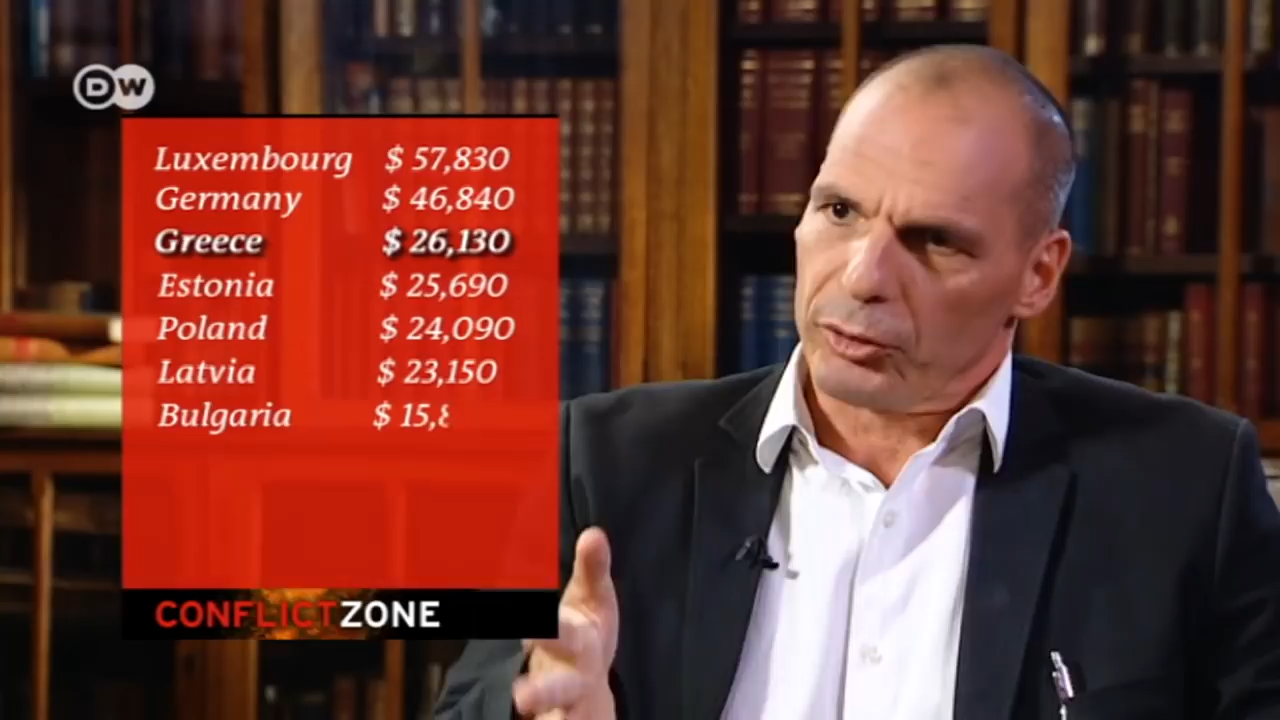 DW
Luxembourg $ 57,830
Germany $ 46,840
Greece $ 26,130
Estonia $ 25,690
Poland $ 24,090
Latvia $ 23,150
Bulgaria $ 15,
CONFLICTZONE